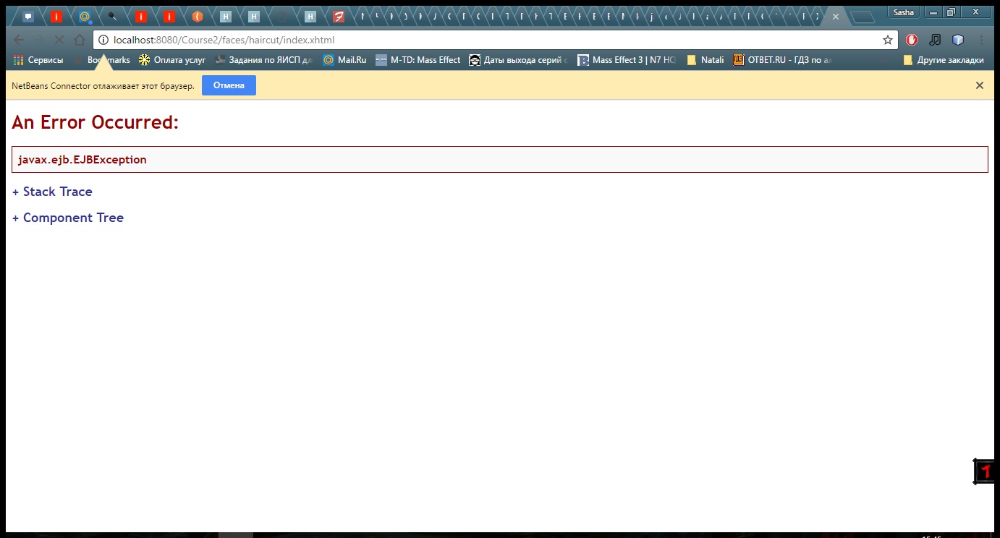 Sasha
localhost:8080/Course2/faces/haircut/index.xhtml
Сервисы Bookmarks Оплата услуг Задания по ЯИСП дл Mail.Ru M-TD: Mass Effect Даты выхода серий с Mass Effect 3 | N7 HQ Natali ОТВЕТ.RU - ГДЗ по ал Другие закладки
NetBeans Connector отлаживает этот браузер. Отмена
An Error Occurred:
javax.ejb.EJBException
+ Stack Trace
+ Component Tree